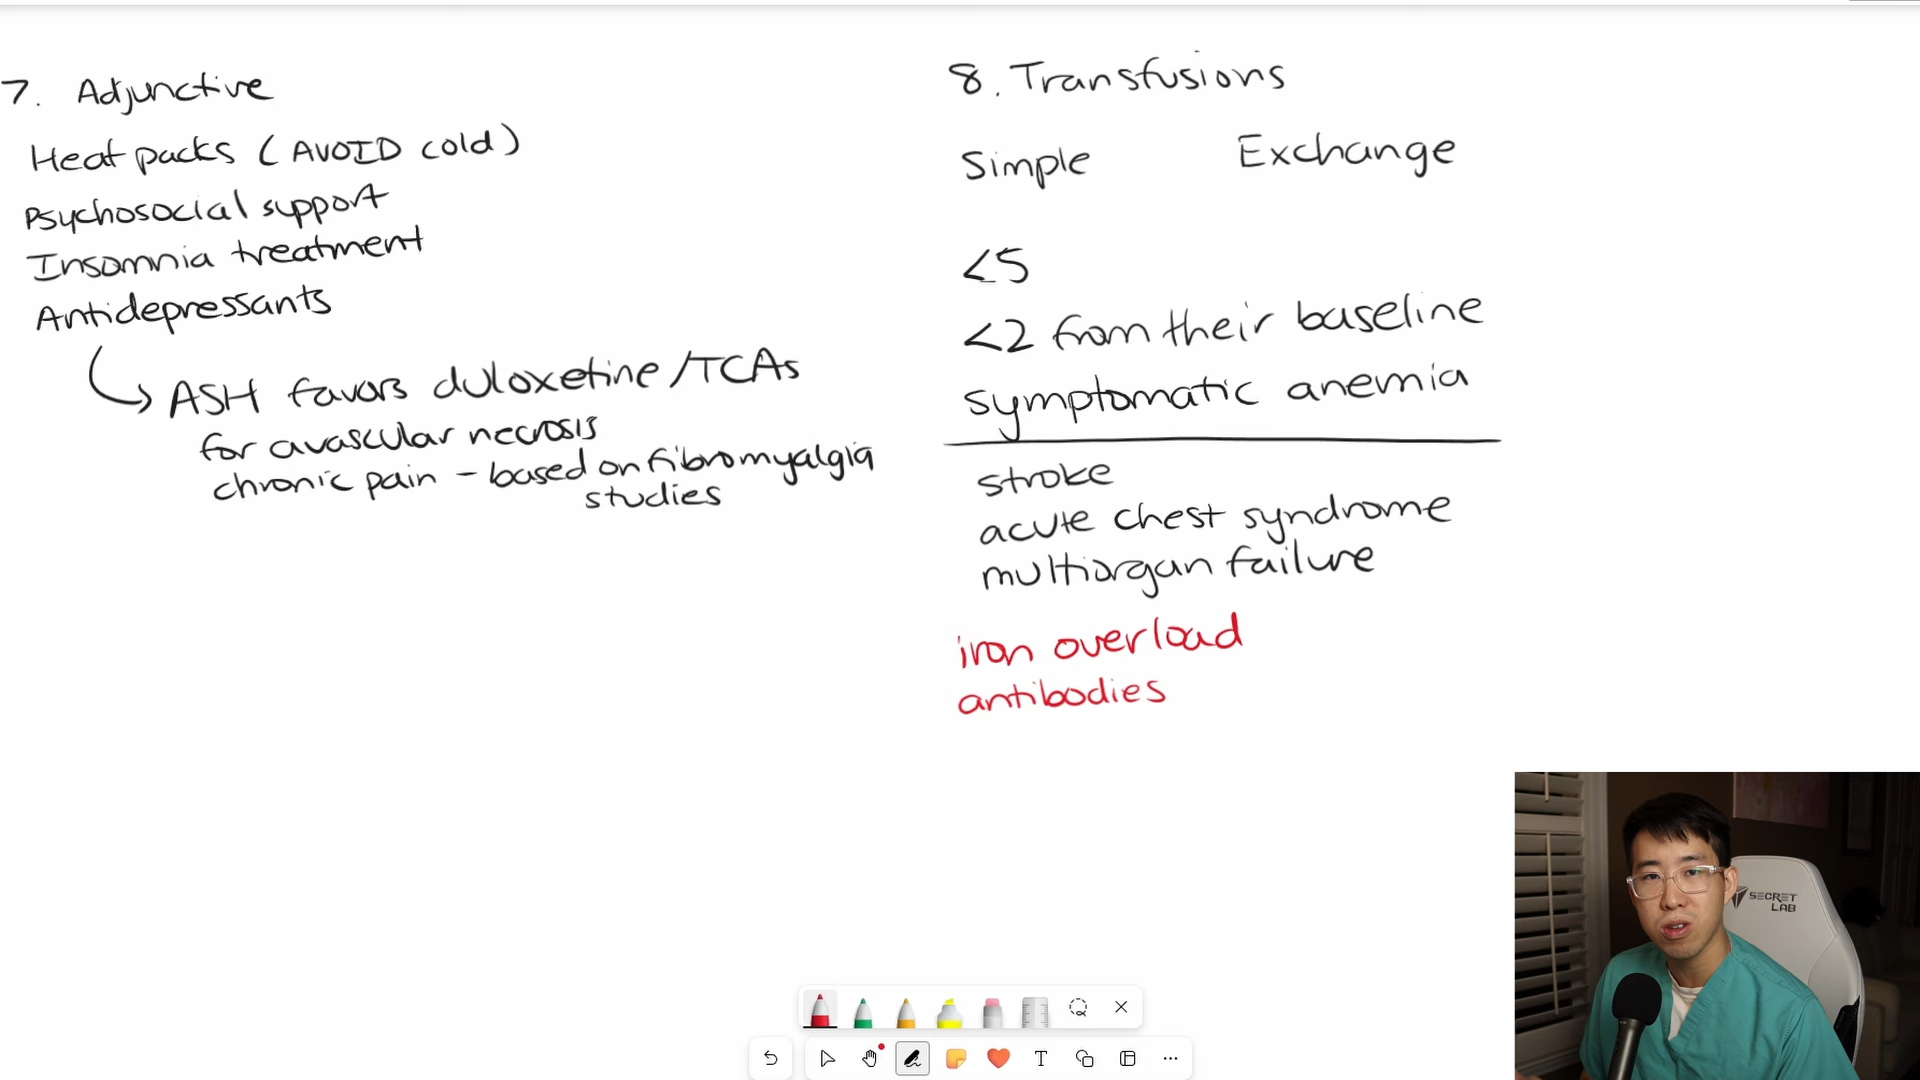 7. Adjunctive
Heat packs (AVOID cold)
Psychosocial support
Insomnia treatment
Antidepressants
ASH favors duloxetine/TCAs
for avascular necrosis
chronic pain - based on fibromyalgia
studies
8. Transfusions
Simple Exchange
<5
<2 from their baseline
symptomatic anemia
stroke
acute chest syndrome
multiorgan failure
iron overload
antibodies
SECRET
LAB
T